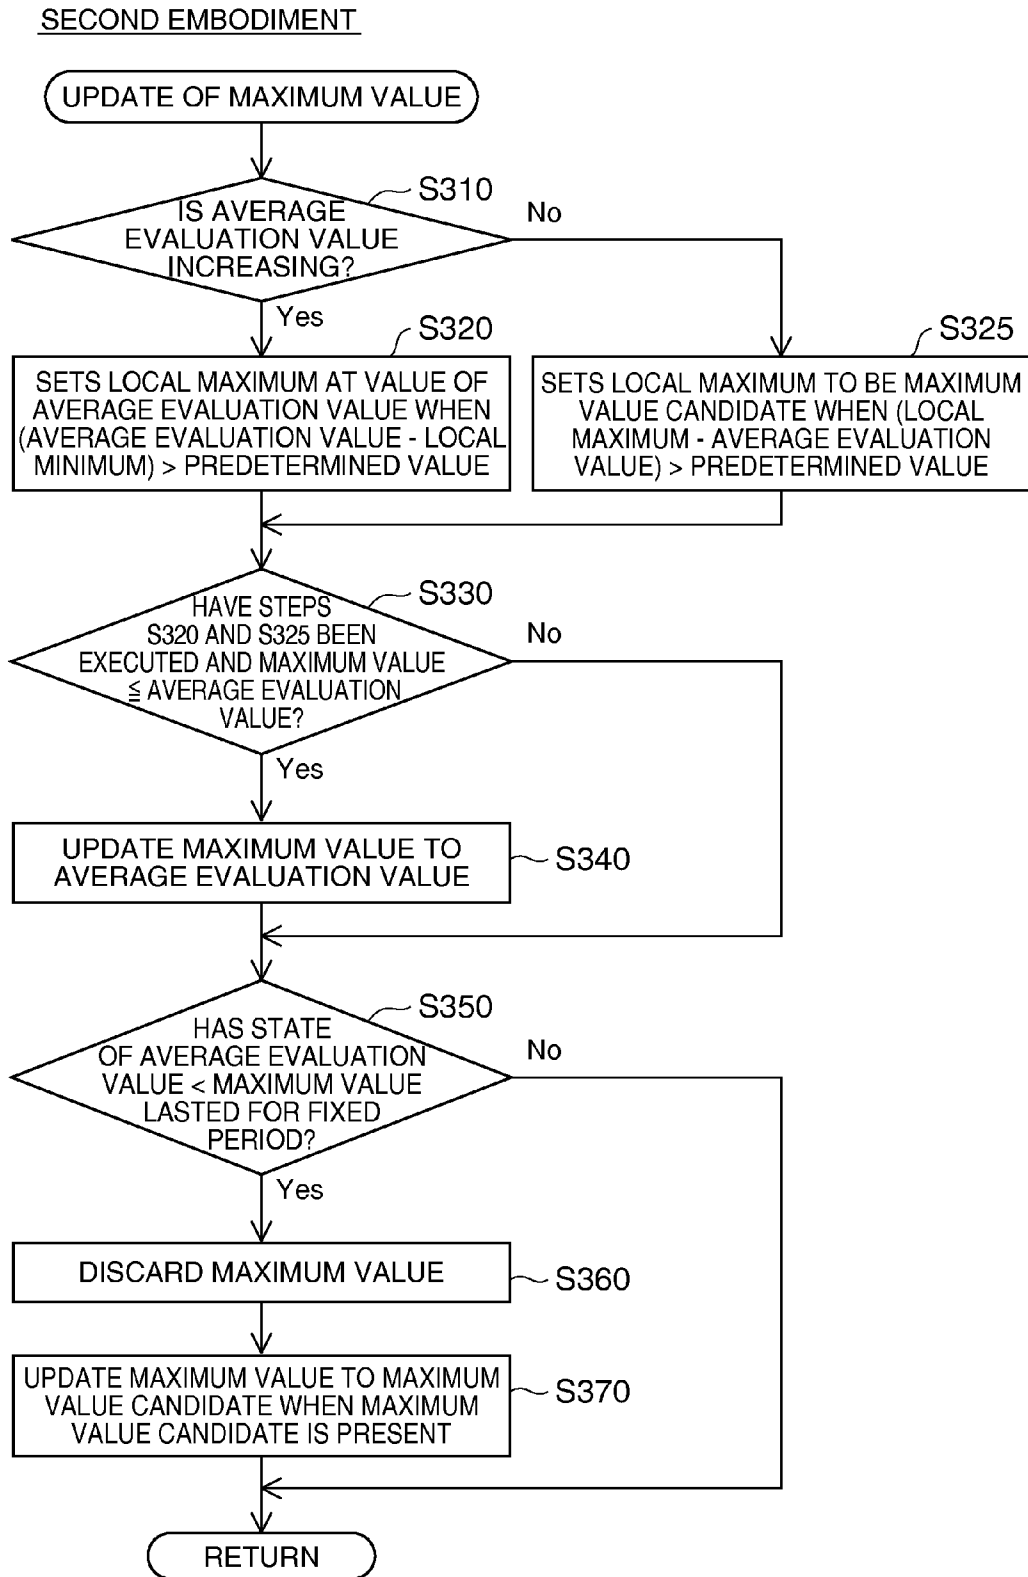 SECOND EMBODIMENT
UPDATE OF MAXIMUM VALUE
S310
IS AVERAGE
EVALUATION VALUE
INCREASING?
No
Yes
S320
SETS LOCAL MAXIMUM AT VALUE OF
AVERAGE EVALUATION VALUE WHEN
(AVERAGE EVALUATION VALUE - LOCAL
MINIMUM) > PREDETERMINED VALUE
S325
SETS LOCAL MAXIMUM TO BE MAXIMUM
VALUE CANDIDATE WHEN (LOCAL
MAXIMUM - AVERAGE EVALUATION
VALUE) > PREDETERMINED VALUE
S330
HAVE STEPS
S320 AND S325 BEEN
EXECUTED AND MAXIMUM VALUE
≦ AVERAGE EVALUATION
VALUE?
No
Yes
UPDATE MAXIMUM VALUE TO
AVERAGE EVALUATION VALUE
S340
S350
HAS STATE
OF AVERAGE EVALUATION
VALUE < MAXIMUM VALUE
LASTED FOR FIXED
PERIOD?
No
Yes
DISCARD MAXIMUM VALUE
S360
UPDATE MAXIMUM VALUE TO MAXIMUM
VALUE CANDIDATE WHEN MAXIMUM
VALUE CANDIDATE IS PRESENT
S370
RETURN